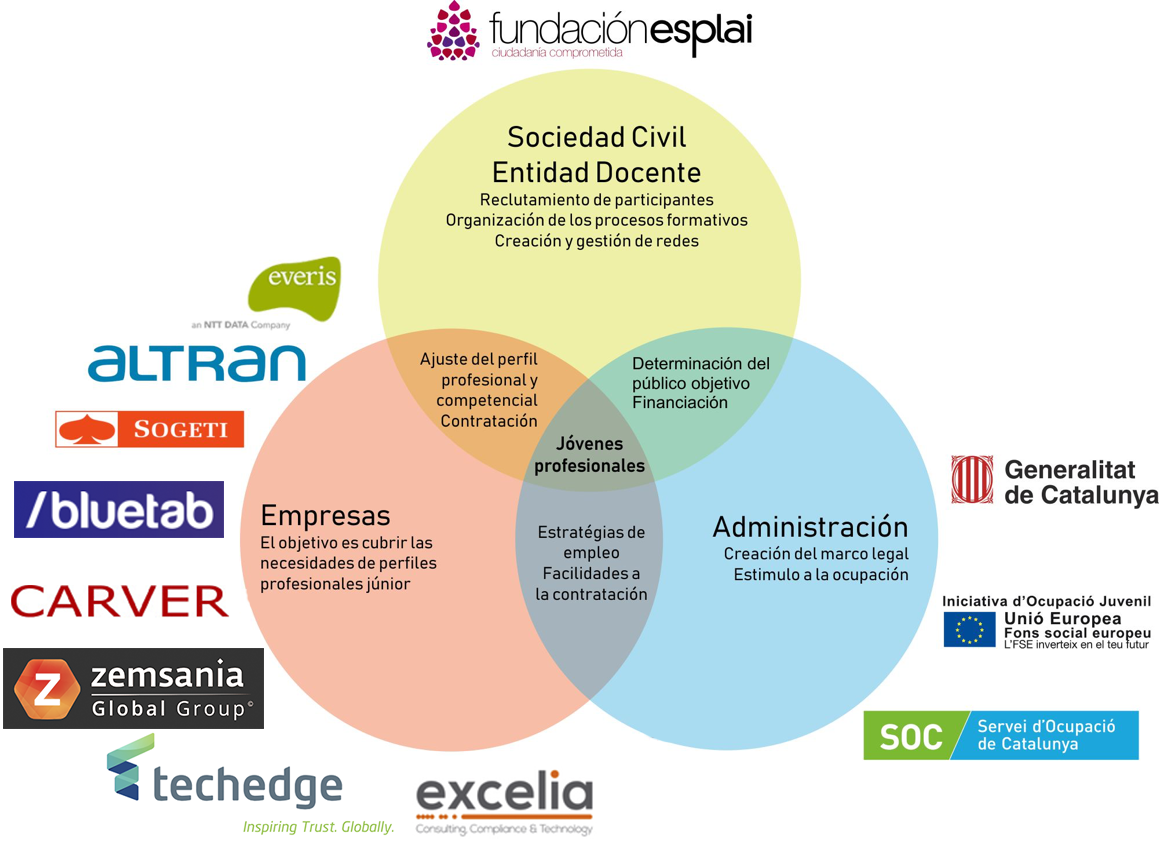 fundación esplai
ciudadanía comprometida
Sociedad Civil
Entidad Docente
Reclutamiento de participantes
Organización de los procesos formativos
Creación y gestión de redes
everis
an NTT DATA Company
aLTRan
SOGETI
/bluetab
CARVER
Z zemsania
Global Group©
techedge
Inspiring Trust. Globally.
excelia
Consulting, Compliance & Technology
Ajuste del perfil
profesional y
competencial
Contratación
Determinación del
público objetivo
Financiación
Jóvenes
profesionales
Empresas
El objetivo es cubrir las
necesidades de perfiles
profesionales júnior
Estratégias de
empleo
Facilidades a
la contratación
Administración
Creación del marco legal
Estimulo a la ocupación
Generalitat
de Catalunya
Iniciativa d’Ocupació Juvenil
Unió Europea
Fons social europeu
L’FSE inverteix en el teu futur
SOC
Servei d’Ocupació
de Catalunya